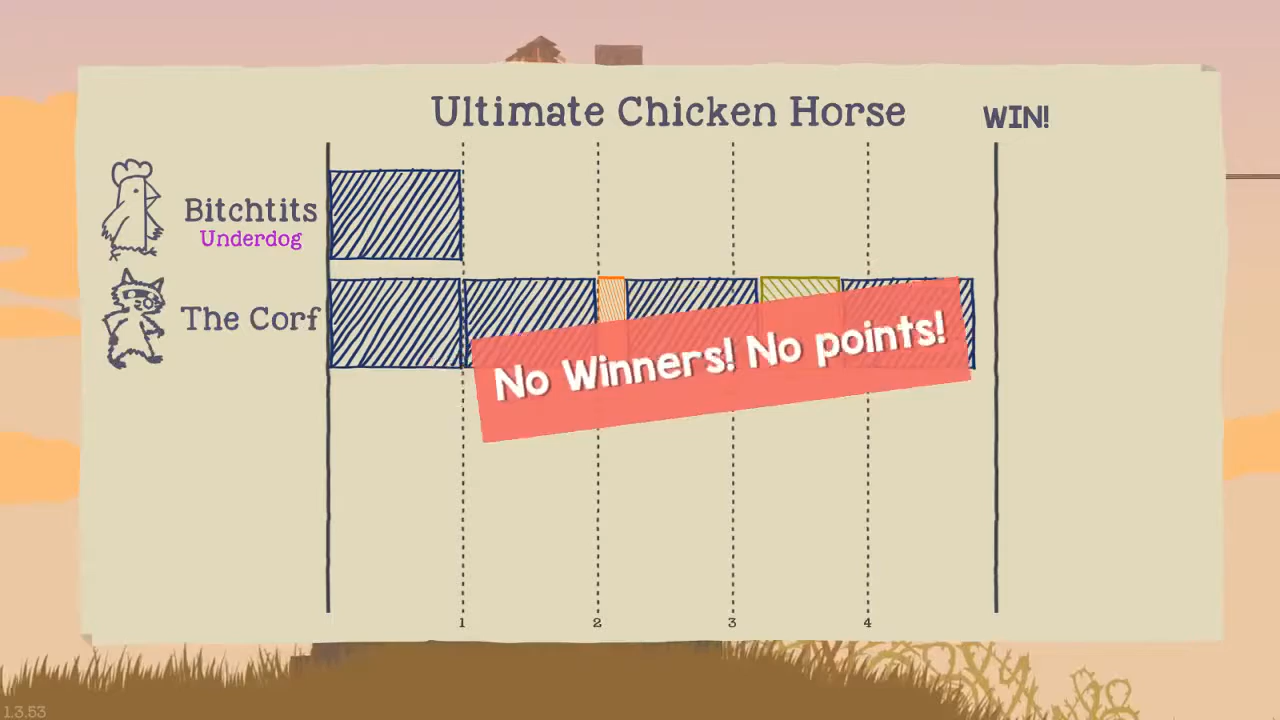 Ultimate Chicken Horse
WIN!
Bitchtits
Underdog
The Corf
No Winners! No points!
1 2 3 4
1.3.53